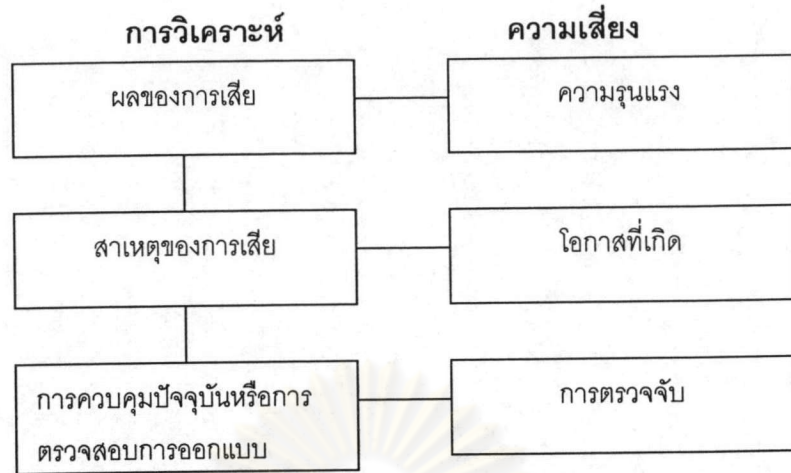 การวิเคราะห์ ความเสี่ยง
ผลของการเสีย ความรุนแรง
สาเหตุของการเสีย โอกาสที่เกิด
การควบคุมปัจจุบันหรือการ การตรวจจับ
ตรวจสอบการออกแบบ